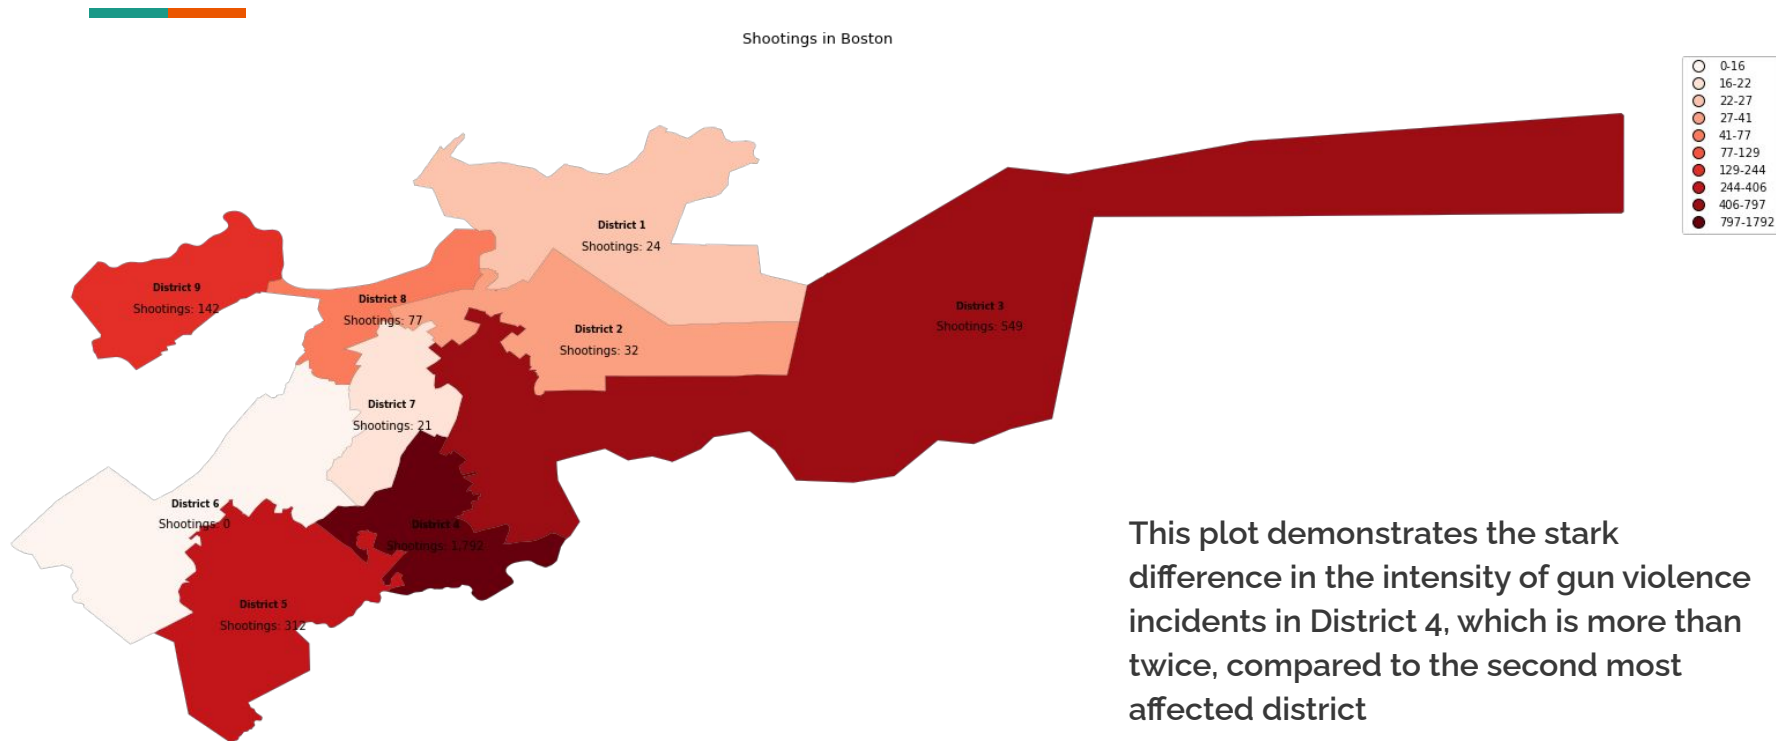 Shootings in Boston
0-16
16-22
22-27
27-41
41-77
77-129
129-244
244-406
406-797
797-1792
District 1
Shootings: 24
District 9
Shootings: 142
District 8
Shootings: 77
District 3
Shootings: 549
District 2
Shootings: 32
District 7
Shootings: 21
District 6
Shootings: 0
District 4
Shootings: 1,792
District 5
Shootings: 312
This plot demonstrates the stark
difference in the intensity of gun violence
incidents in District 4, which is more than
twice, compared to the second most
affected district